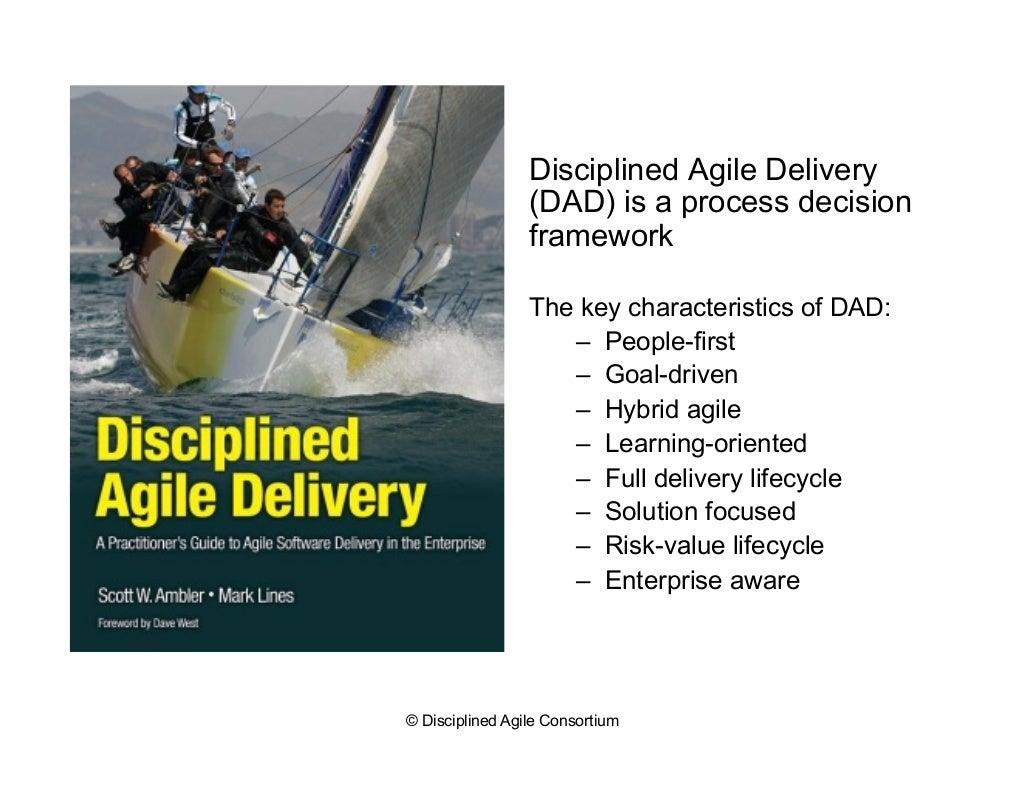 Disciplined
Agile Delivery
A Practitioner's Guide to Agile Software Delivery in the Enterprise
Scott W. Ambler • Mark Lines
Foreword by Dave West
Disciplined Agile Delivery
(DAD) is a process decision
framework
The key characteristics of DAD:
– People-first
– Goal-driven
– Hybrid agile
– Learning-oriented
– Full delivery lifecycle
– Solution focused
– Risk-value lifecycle
– Enterprise aware
© Disciplined Agile Consortium